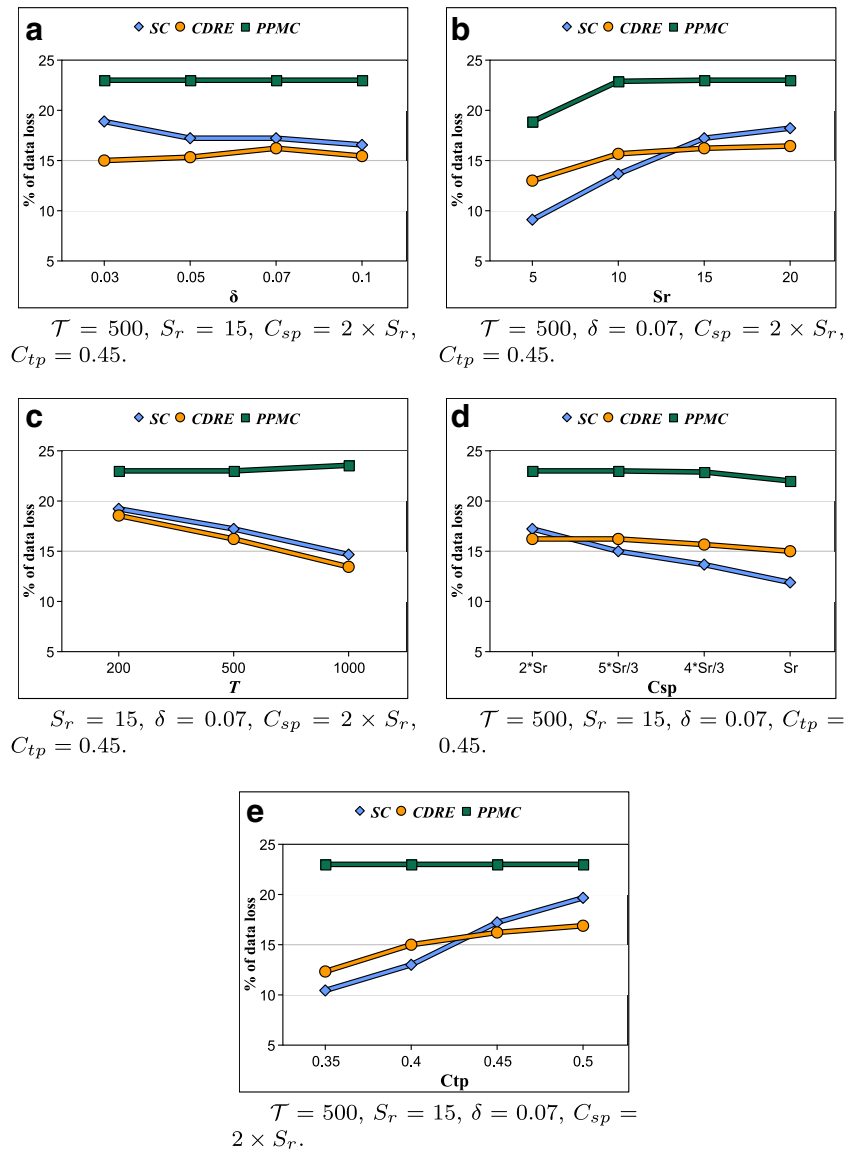 a
SC CDRE PPMC
% of data loss
25
20
15
10
5
0.03 0.05 0.07 0.1
δ
𝒯 = 500, S_r = 15, C_sp = 2 × S_r,
C_tp = 0.45.
b
SC CDRE PPMC
% of data loss
25
20
15
10
5
5 10 15 20
Sr
𝒯 = 500, δ = 0.07, C_sp = 2 × S_r,
C_tp = 0.45.
c
SC CDRE PPMC
% of data loss
25
20
15
10
5
200 500 1000
T
S_r = 15, δ = 0.07, C_sp = 2 × S_r,
C_tp = 0.45.
d
SC CDRE PPMC
% of data loss
25
20
15
10
5
2*Sr 5*Sr/3 4*Sr/3 Sr
Csp
𝒯 = 500, S_r = 15, δ = 0.07, C_tp =
0.45.
e
SC CDRE PPMC
% of data loss
25
20
15
10
5
0.35 0.4 0.45 0.5
Ctp
𝒯 = 500, S_r = 15, δ = 0.07, C_sp =
2 × S_r.